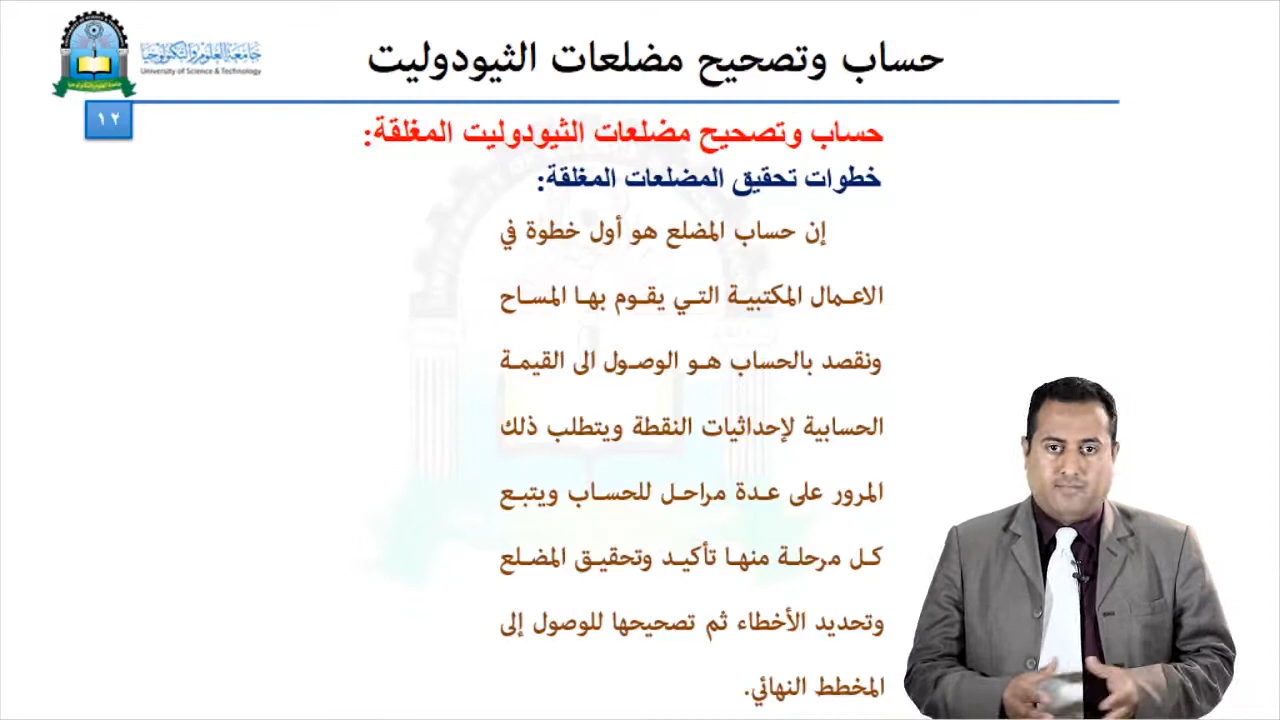 حساب وتصحيح مضلعات الثيودوليت
جامعة العلوم والتكنولوجيا
University of Science & Technology
١٢
حساب وتصحيح مضلعات الثيودوليت المغلقة:
خطوات تحقيق المضلعات المغلقة:
إن حساب المضلع هو أول خطوة في
الاعمال المكتبية التي يقوم بها المساح
ونقصد بالحساب هو الوصول الى القيمة
الحسابية لإحداثيات النقطة ويتطلب ذلك
المرور على عدة مراحل للحساب ويتبع
كل مرحلة منها تأكيد وتحقيق المضلع
وتحديد الأخطاء ثم تصحيحها للوصول إلى
المخطط النهائي.